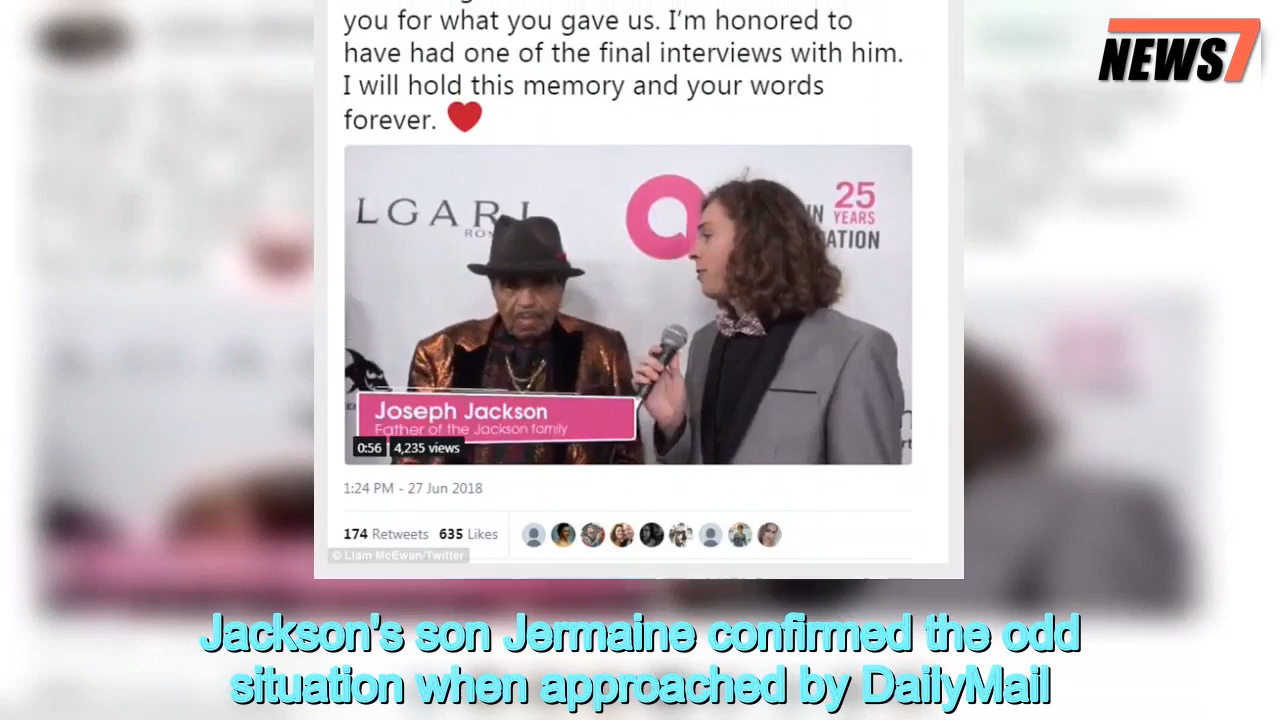 you for what you gave us. I'm honored to
have had one of the final interviews with him.
I will hold this memory and your words
forever. ❤
NEWS7
LGARI
RO
25
IN YEARS
ATION
Joseph Jackson
Father of the Jackson family
0:56 | 4,235 views
1:24 PM - 27 Jun 2018
174 Retweets 635 Likes
© Liam McEwan/Twitter
Jackson's son Jermaine confirmed the odd
situation when approached by DailyMail